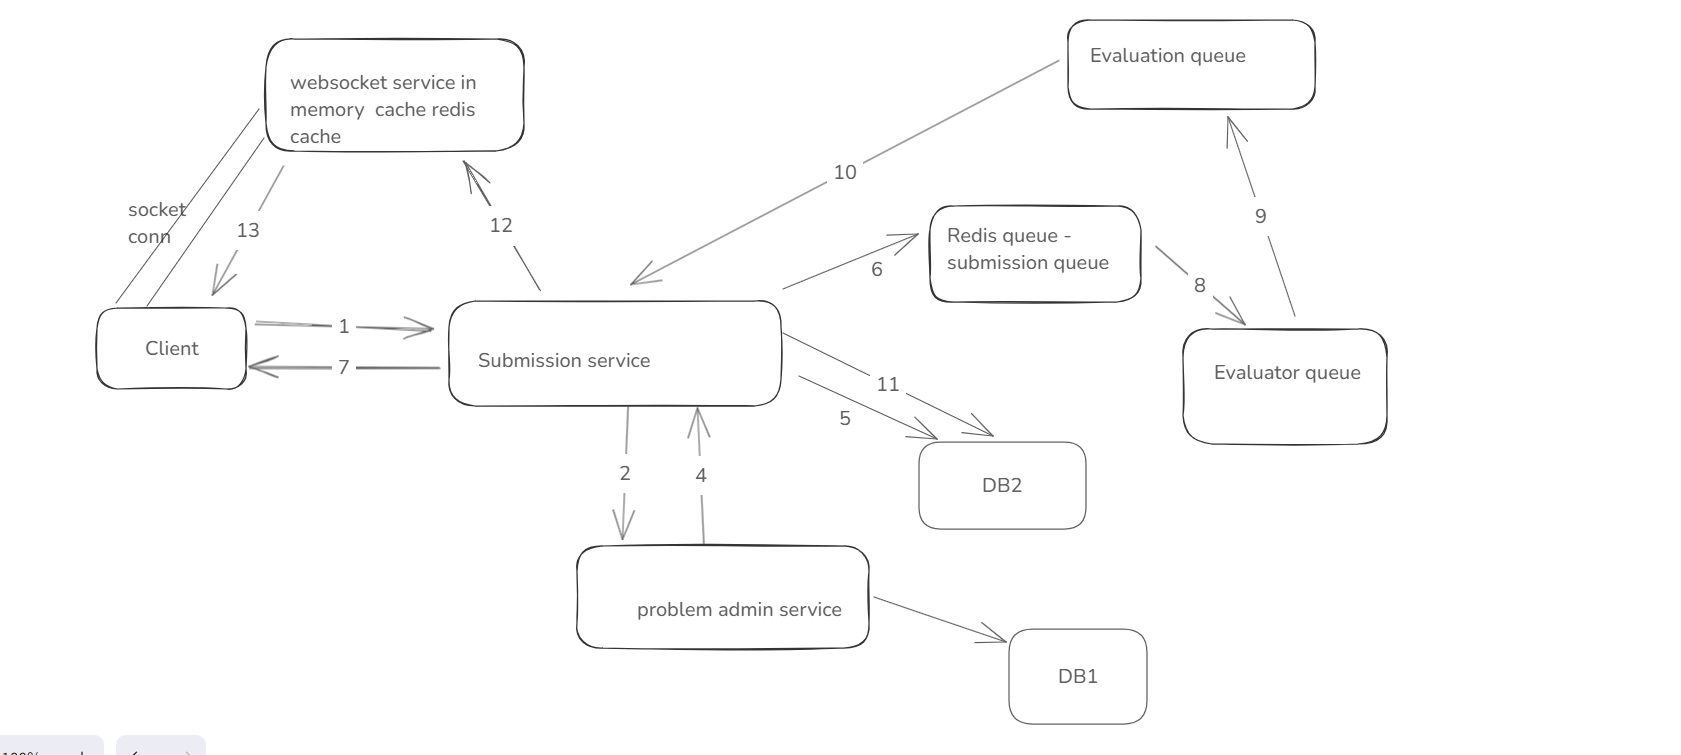 Evaluation queue
websocket service in
memory  cache redis
cache
10
socket
conn
13
12
9
Redis queue -
submission queue
6
8
Client
1
7
Submission service
Evaluator queue
11
5
2
4
DB2
problem admin service
DB1
100%